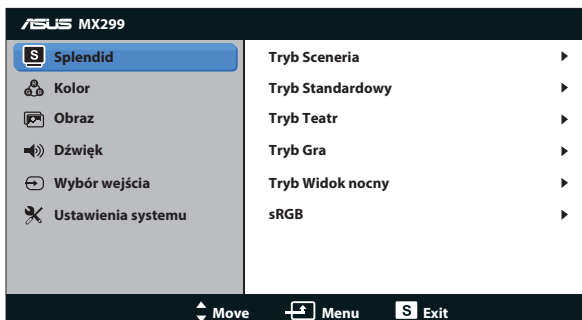 ASUS MX299
S Splendid
Kolor
Obraz
Dźwięk
Wybór wejścia
Ustawienia systemu
Tryb Sceneria
Tryb Standardowy
Tryb Teatr
Tryb Gra
Tryb Widok nocny
sRGB
Move Menu S Exit